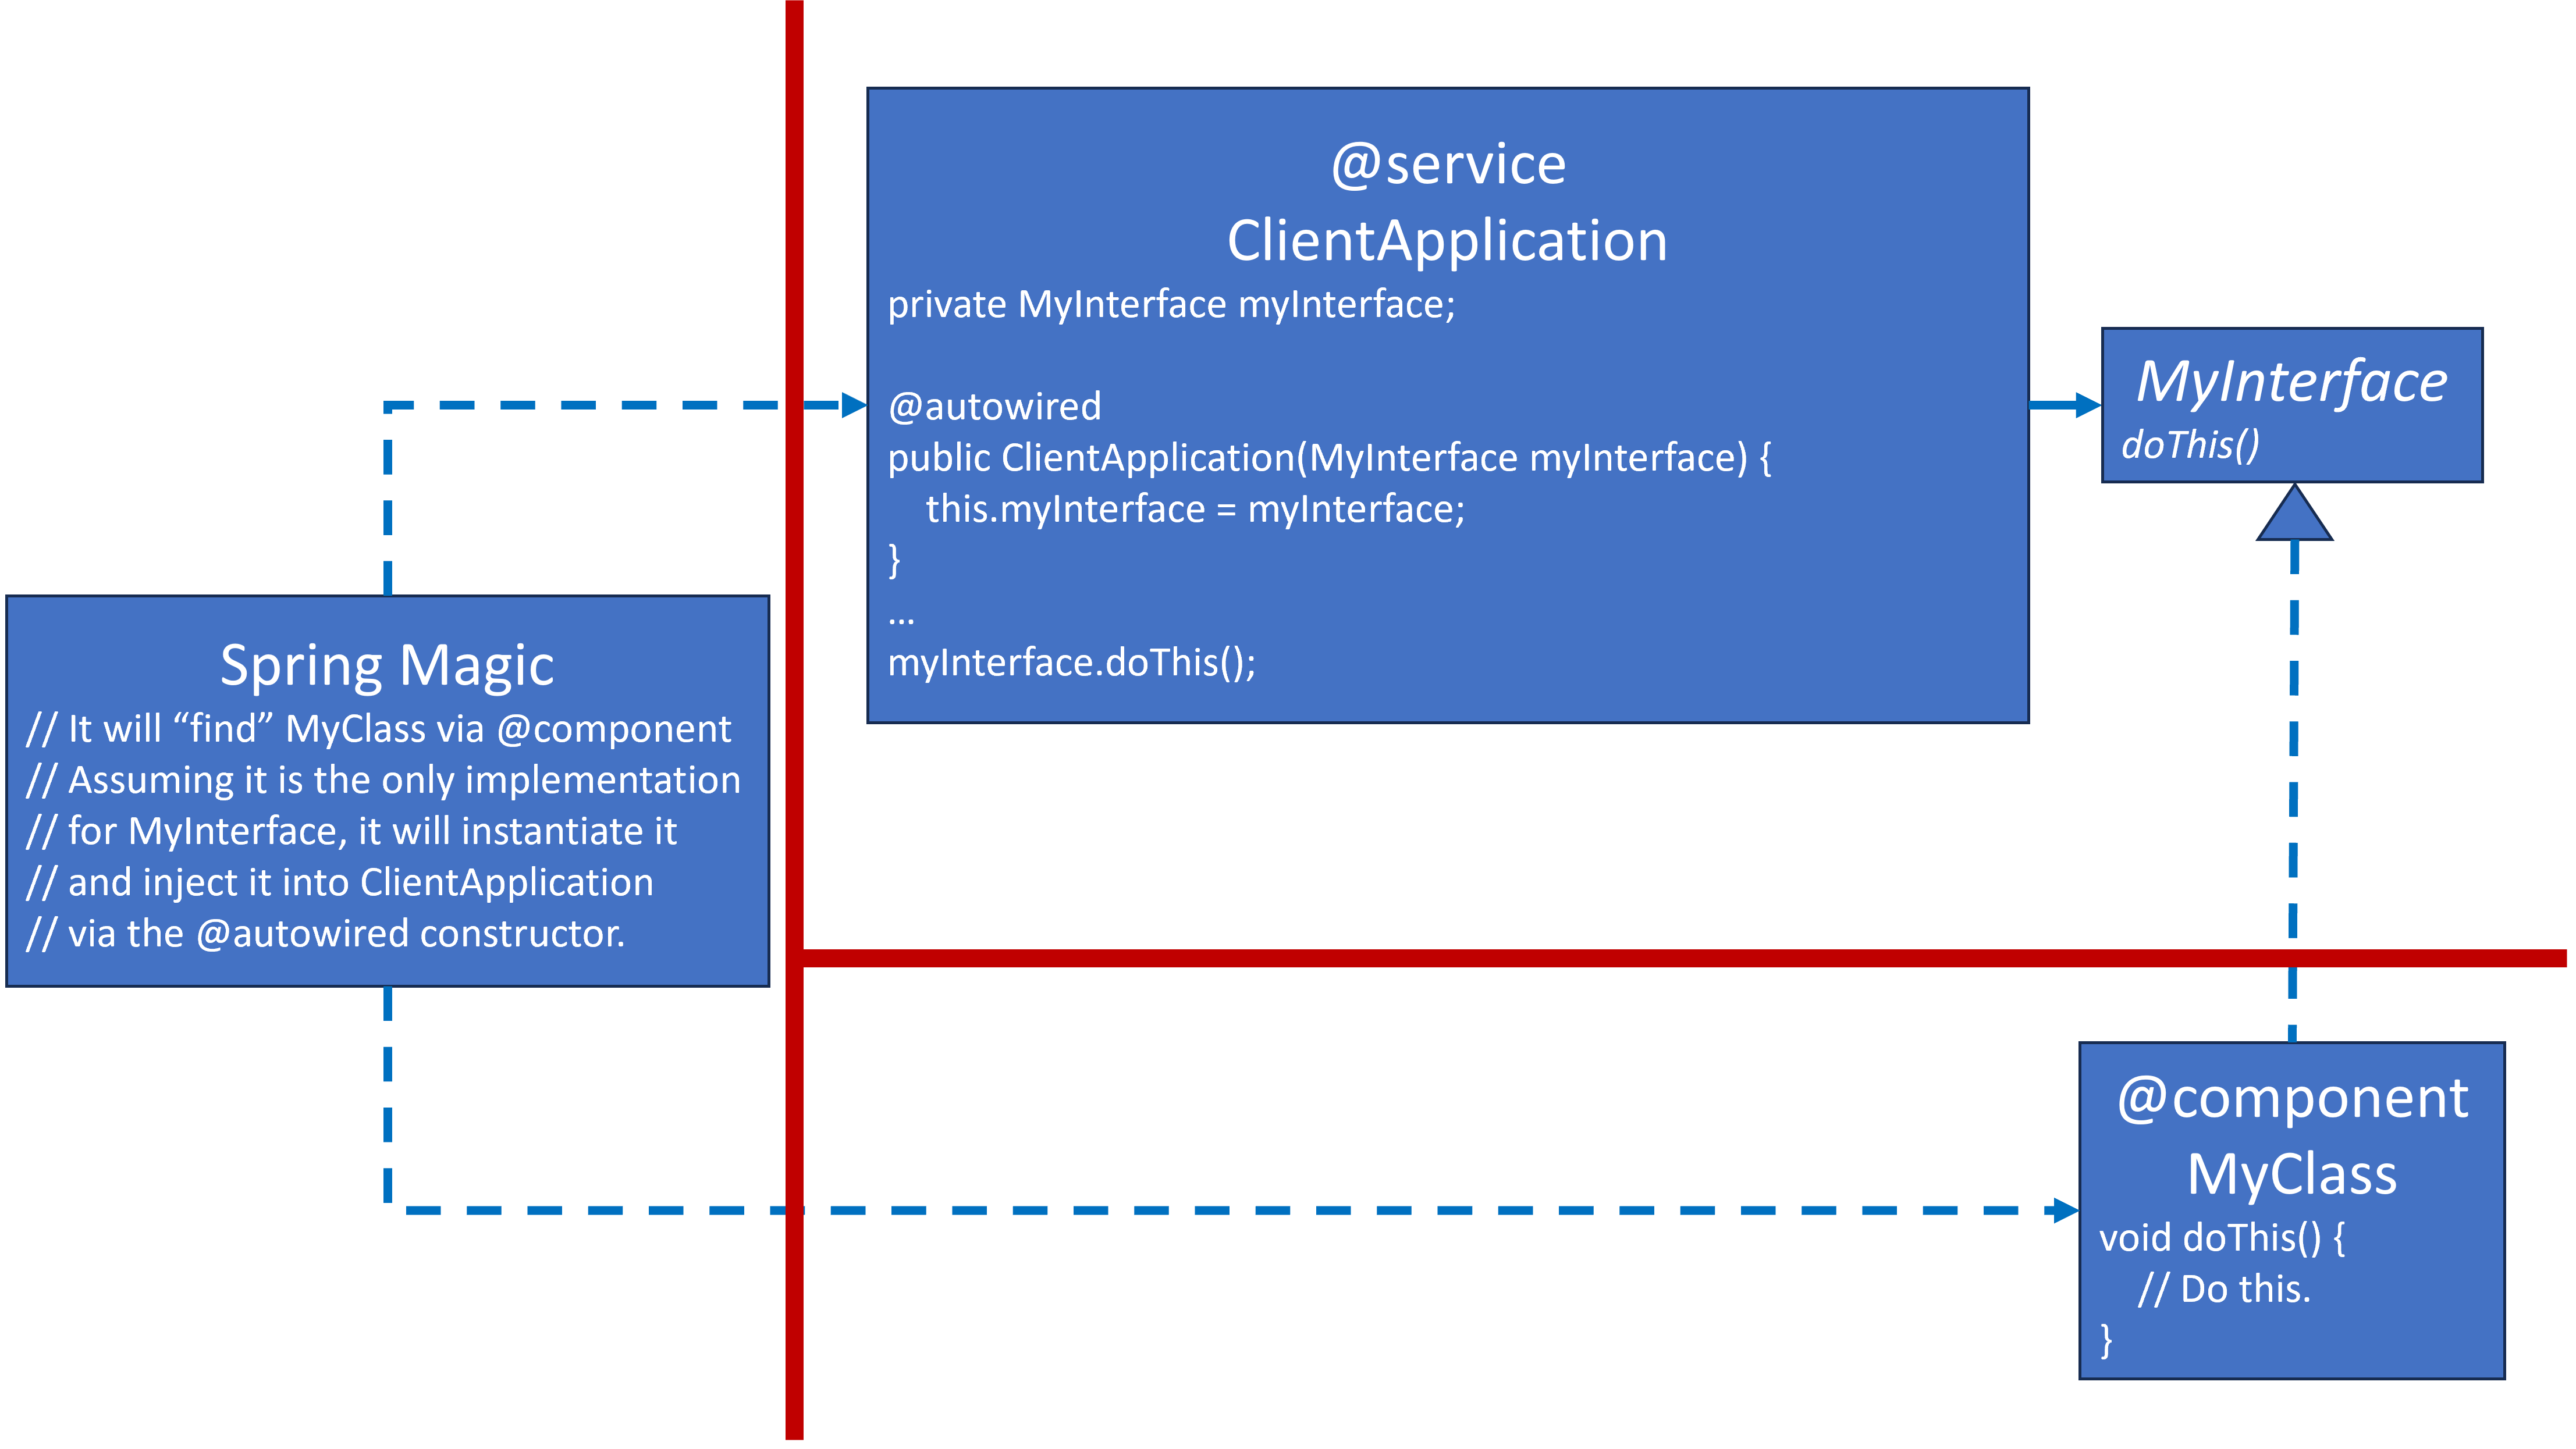 @service
ClientApplication
private MyInterface myInterface;
@autowired
public ClientApplication(MyInterface myInterface) {
this.myInterface = myInterface;
}
...
myInterface.doThis();
MyInterface
doThis()
Spring Magic
// It will “find” MyClass via @component
// Assuming it is the only implementation
// for MyInterface, it will instantiate it
// and inject it into ClientApplication
// via the @autowired constructor.
@component
MyClass
void doThis() {
// Do this.
}